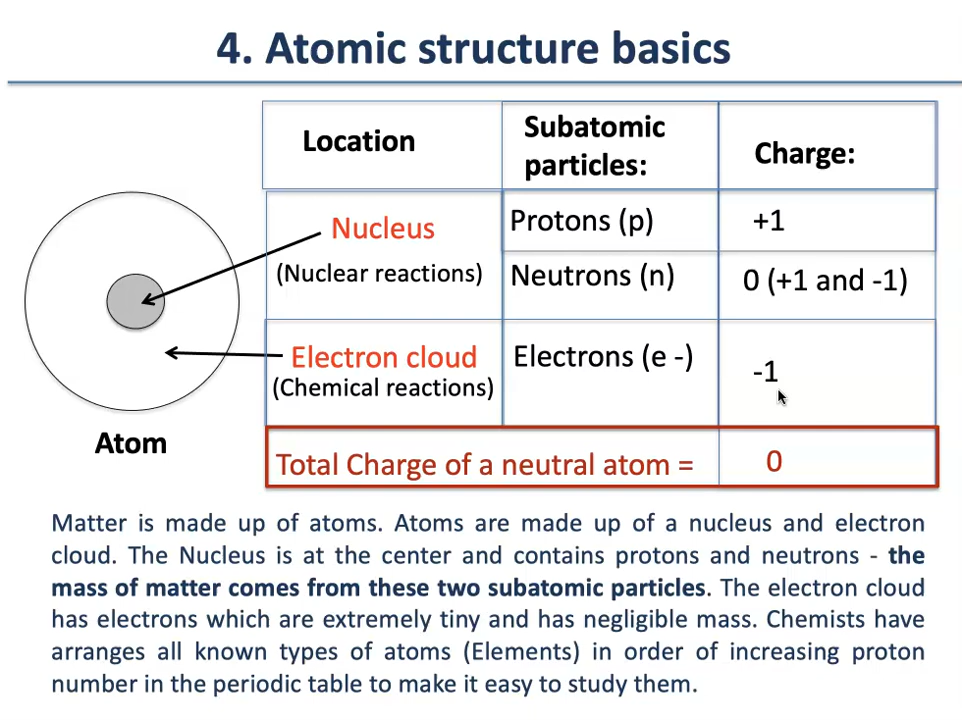 4. Atomic structure basics
Location
Subatomic
particles:
Charge:
Nucleus
(Nuclear reactions)
Protons (p)
+1
Neutrons (n)
0 (+1 and -1)
Electron cloud
(Chemical reactions)
Electrons (e -)
-1
Atom
Total Charge of a neutral atom =
0
Matter is made up of atoms. Atoms are made up of a nucleus and electron
cloud. The Nucleus is at the center and contains protons and neutrons - the
mass of matter comes from these two subatomic particles. The electron cloud
has electrons which are extremely tiny and has negligible mass. Chemists have
arranges all known types of atoms (Elements) in order of increasing proton
number in the periodic table to make it easy to study them.